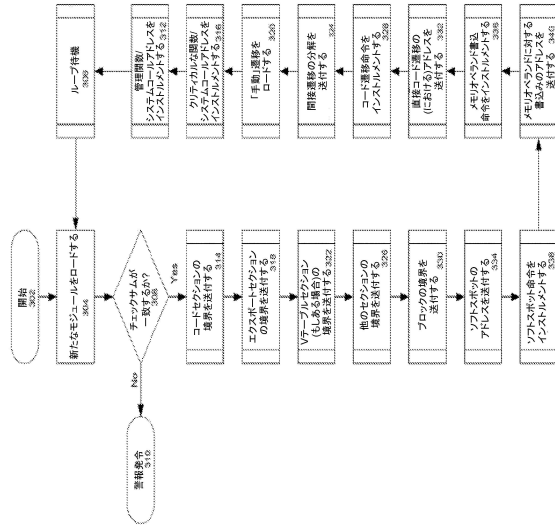 開始
302
新たなモジュールをロードする
304
チェックサムが
一致するか?
308
No
警報発令
310
Yes
コードセクションの
境界を送付する
314
エクスポートセクション
の境界を送付する
318
Vテーブルセクション
(もしある場合)の
境界を送付する
322
他のセクションの
境界を送付する
326
ブロックの境界を
送付する
330
ソフトスポットの
アドレスを送付する
334
ソフトスポット命令を
インストルメントする
338
メモリオペランドに対する
書込みのアドレスを
送付する
340
メモリオペランド書込
命令をインストルメントする
336
直接コード遷移の
(における)アドレスを
送付する
332
コード遷移命令を
インストルメントする
328
間接遷移の分解を
送付する
324
「手動」遷移を
ロードする
320
クリティカルな関数/
システムコールアドレスを
インストルメントする
316
管理関数/
システムコールアドレスを
インストルメントする
312
ループ待機
306